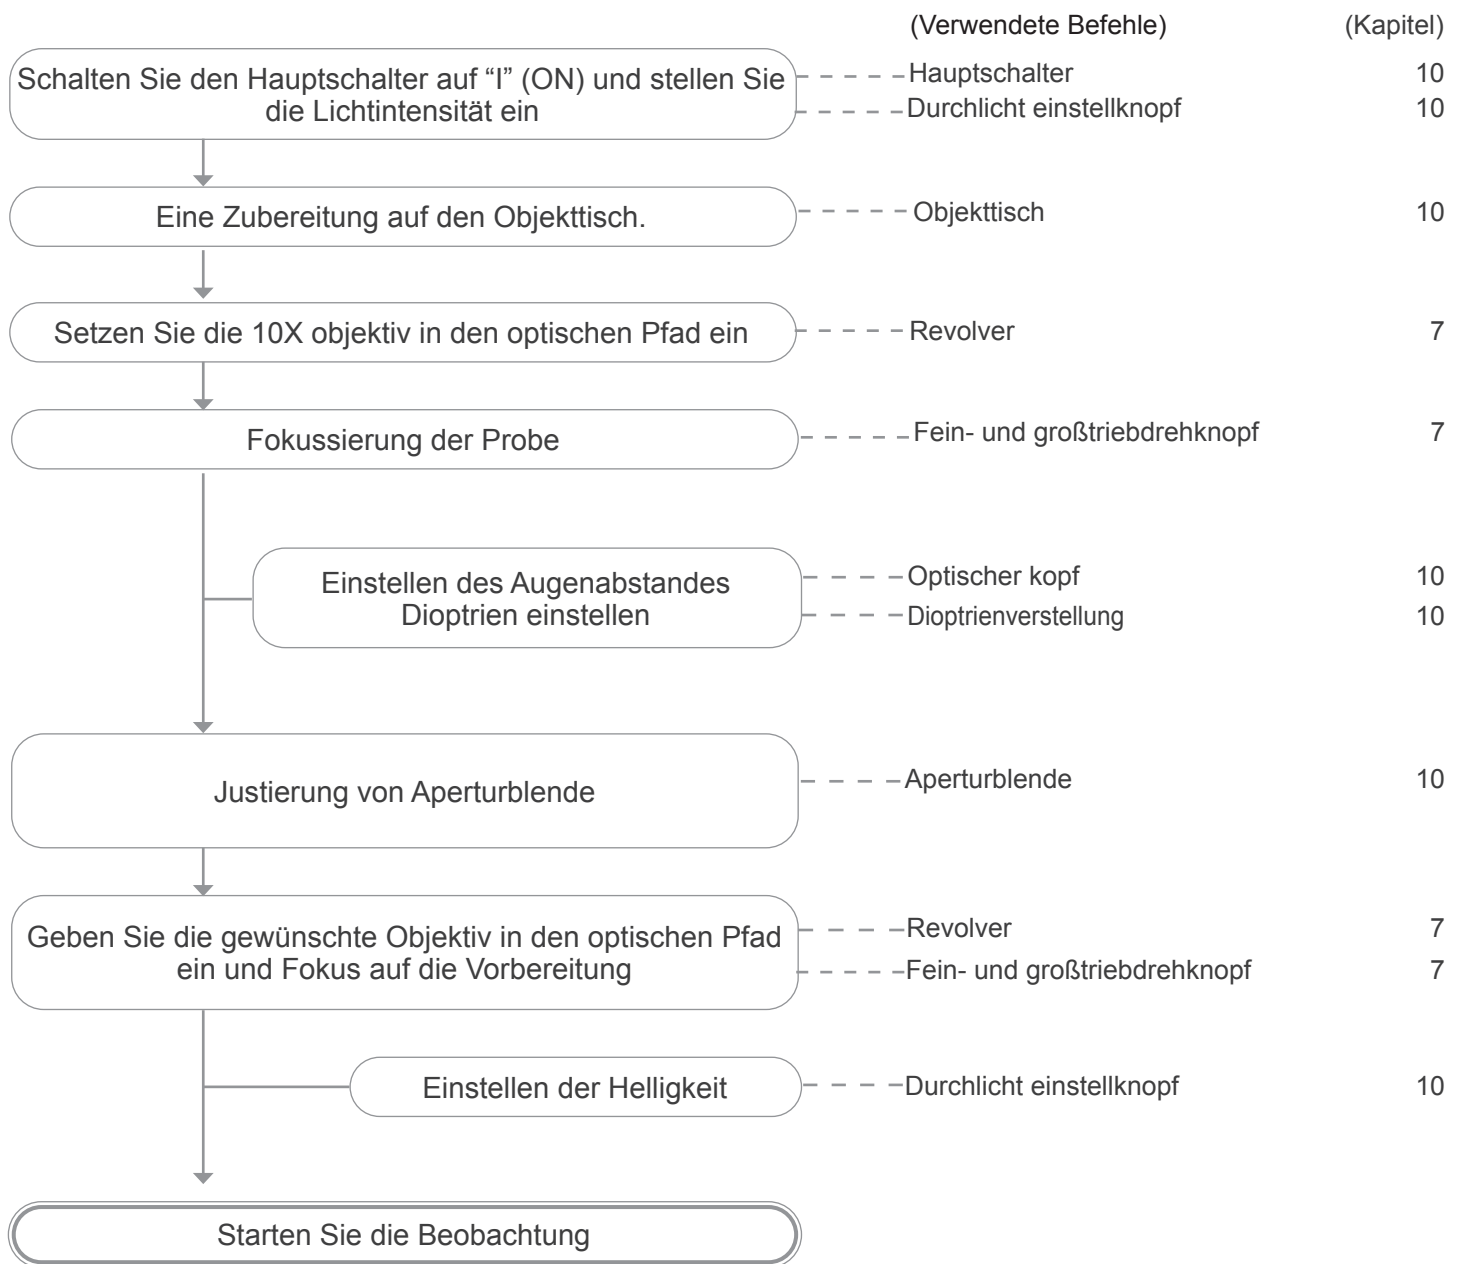 (Verwendete Befehle) (Kapitel)
Schalten Sie den Hauptschalter auf “I” (ON) und stellen Sie
die Lichtintensität ein
Hauptschalter 10
Durchlicht einstellknopf 10
Eine Zubereitung auf den Objekttisch.
Objekttisch 10
Setzen Sie die 10X objektiv in den optischen Pfad ein
Revolver 7
Fokussierung der Probe
Fein- und großtriebdrehknopf 7
Einstellen des Augenabstandes
Dioptrien einstellen
Optischer kopf 10
Dioptrienverstellung 10
Justierung von Aperturblende
Aperturblende 10
Geben Sie die gewünschte Objektiv in den optischen Pfad
ein und Fokus auf die Vorbereitung
Revolver 7
Fein- und großtriebdrehknopf 7
Einstellen der Helligkeit
Durchlicht einstellknopf 10
Starten Sie die Beobachtung